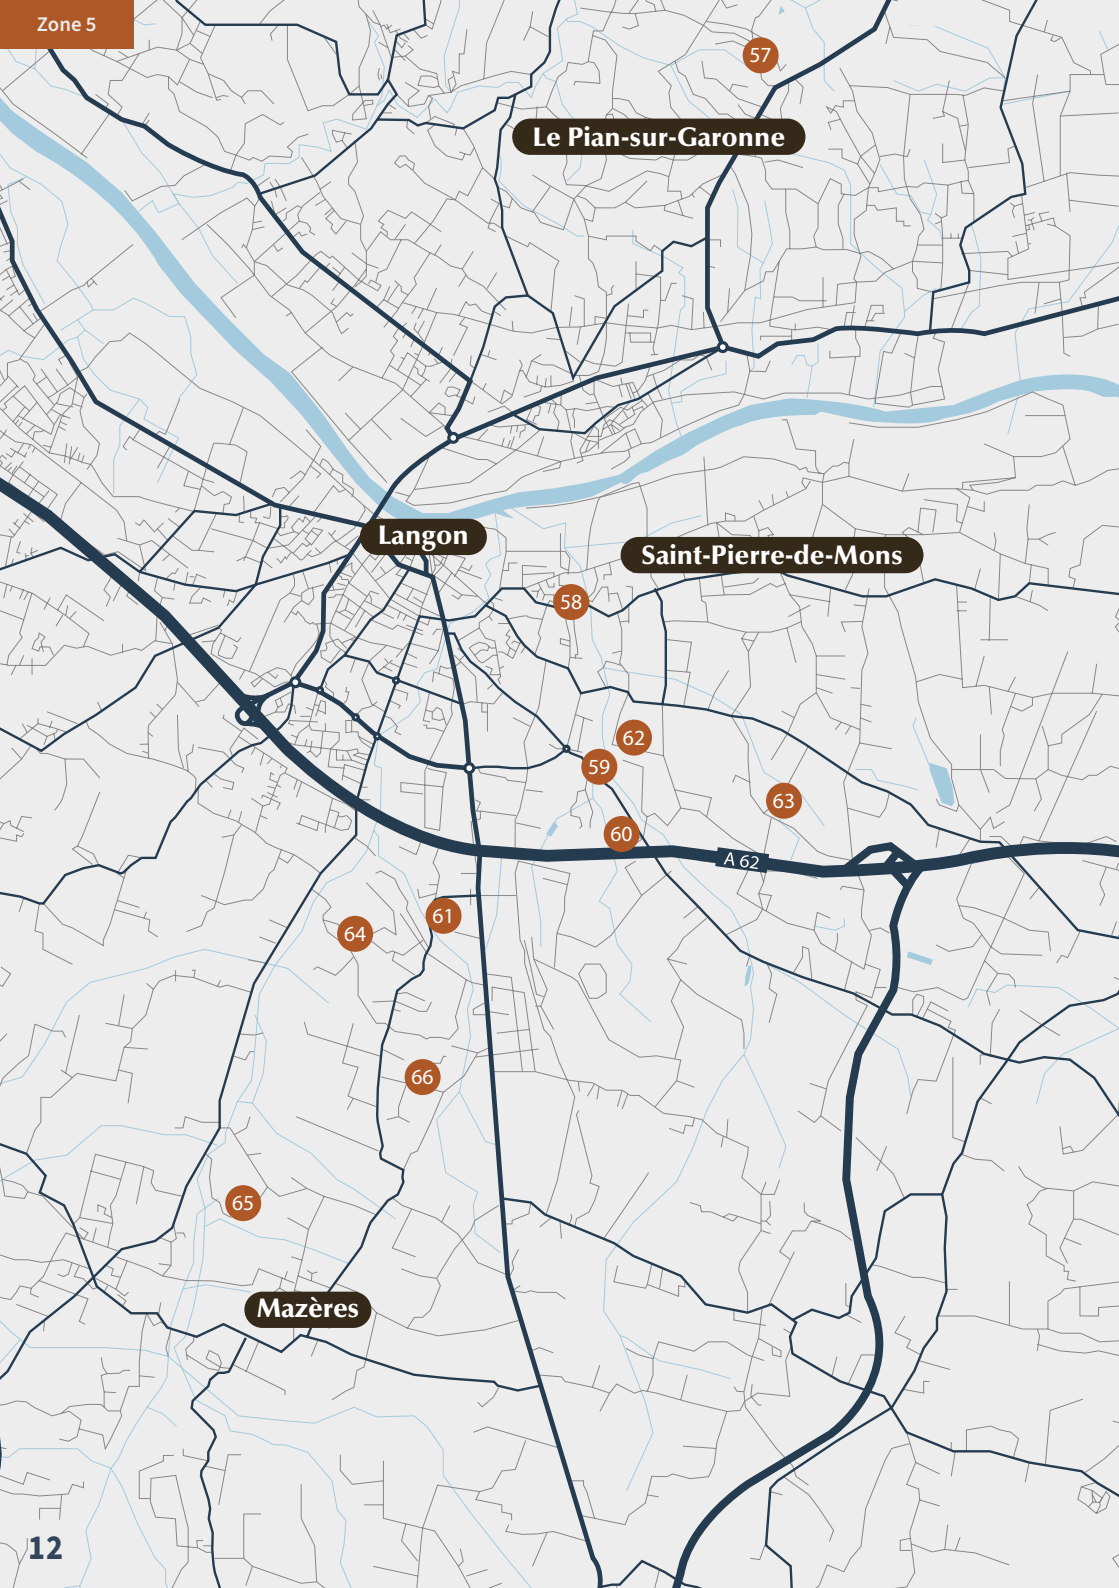 Zone 5
57
Le Pian-sur-Garonne
Langon
Saint-Pierre-de-Mons
58
62
59
63
60
A 62
61
64
66
65
Mazères
12